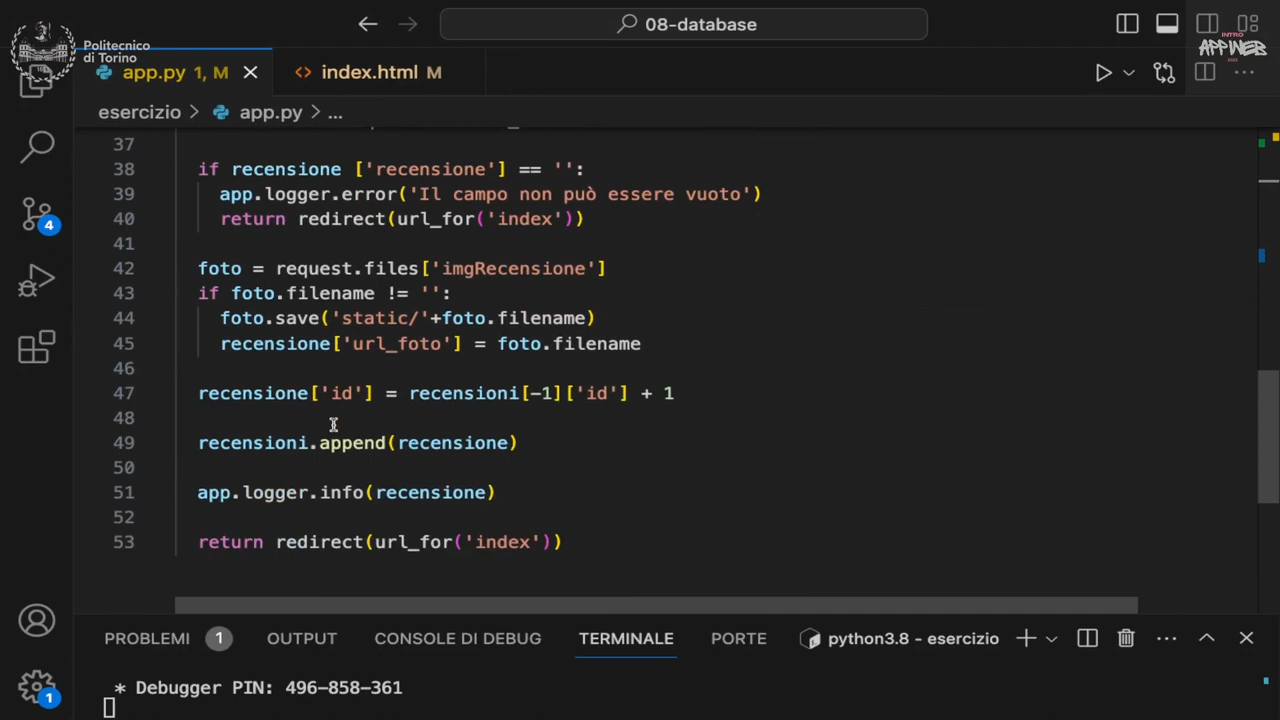 08-database
Politecnico
di Torino
INTRO
APPIWEB
app.py 1, M
index.html M
esercizio > app.py > ...
37
38 if recensione ['recensione'] == '':
39 app.logger.error('Il campo non può essere vuoto')
40 return redirect(url_for('index'))
41
42 foto = request.files['imgRecensione']
43 if foto.filename != '':
44 foto.save('static/'+foto.filename)
45 recensione['url_foto'] = foto.filename
46
47 recensione['id'] = recensioni[-1]['id'] + 1
48
49 recensioni.append(recensione)
50
51 app.logger.info(recensione)
52
53 return redirect(url_for('index'))
4
1
PROBLEMI 1 OUTPUT CONSOLE DI DEBUG TERMINALE PORTE python3.8 - esercizio
* Debugger PIN: 496-858-361